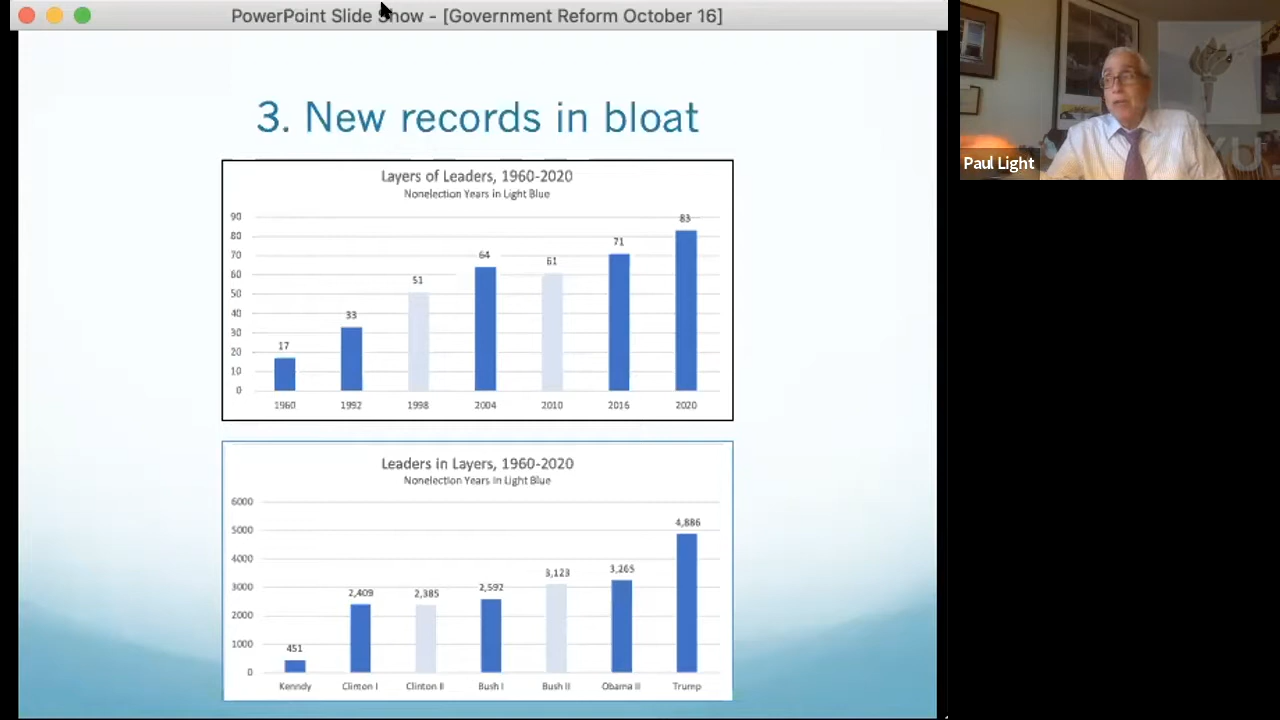 PowerPoint Slide Show - [Government Reform October 16]
3. New records in bloat
Layers of Leaders, 1960-2020
Nonelection Years in Light Blue
90
80
70
60
50
40
30
20
10
0
17
33
51
64
61
71
83
1960
1992
1998
2004
2010
2016
2020
Leaders in Layers, 1960-2020
Nonelection Years in Light Blue
6000
5000
4000
3000
2000
1000
0
451
2,409
2,385
2,592
3,123
3,265
4,886
Kenndy
Clinton I
Clinton II
Bush I
Bush II
Obama II
Trump
Paul Light